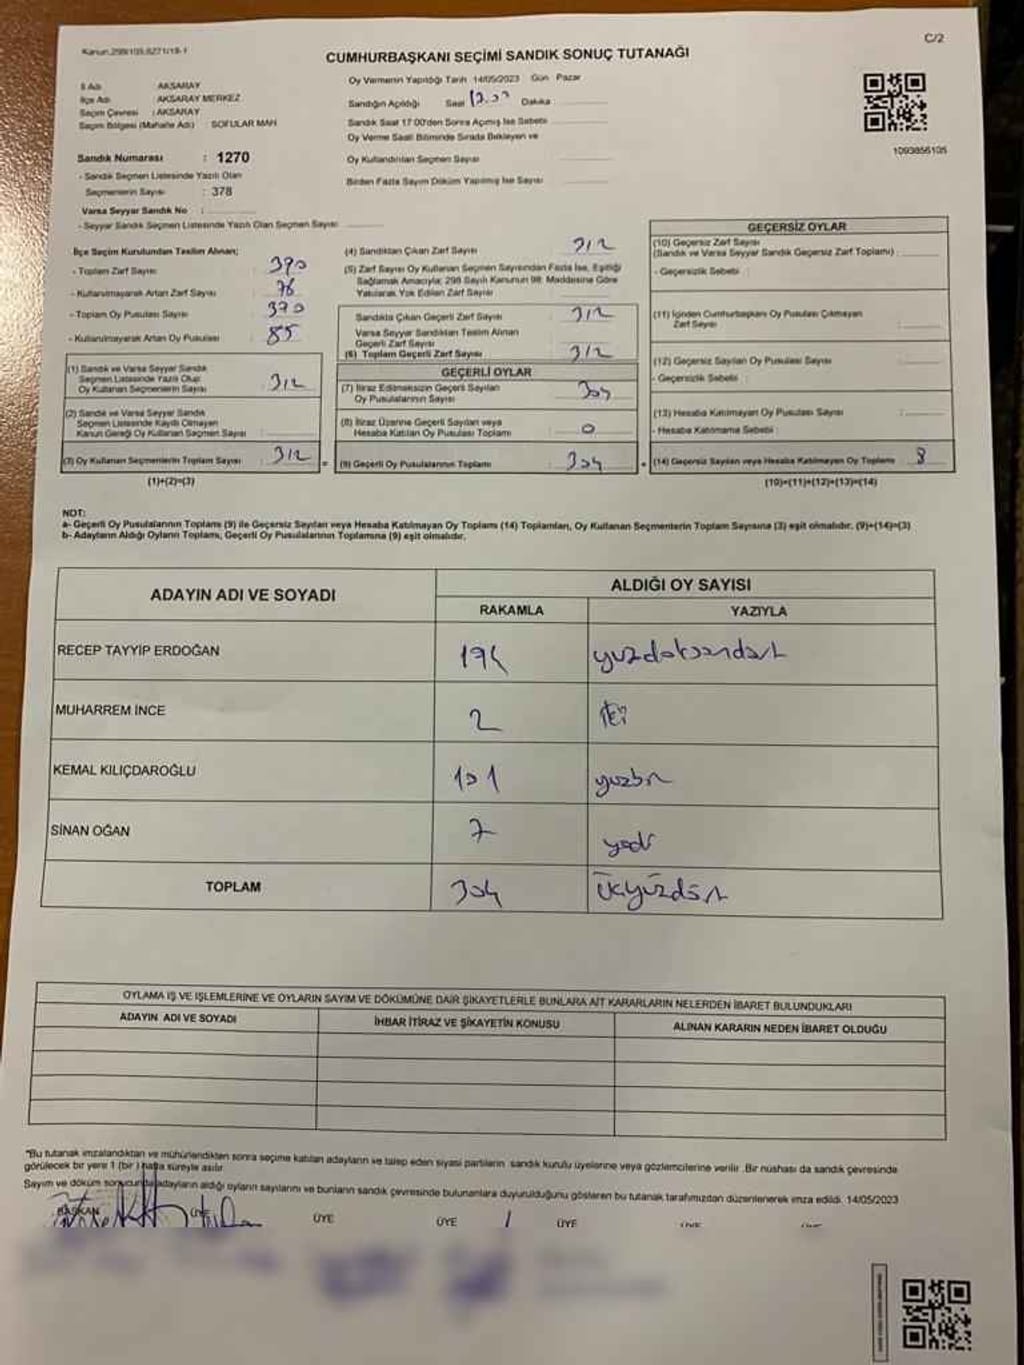 Kanun.298/105,6271/19-1
C/2
CUMHURBAŞKANI SEÇİMİ SANDIK SONUÇ TUTANAĞI
İl Adı : AKSARAY
İlçe Adı : AKSARAY MERKEZ
Seçim Çevresi : AKSARAY
Seçim Bölgesi (Mahalle Adı) : SOFULAR MAH
Sandık Numarası : 1270
- Sandık Seçmen Listesinde Yazılı Olan
Seçmenlerin Sayısı : 378
Varsa Seyyar Sandık No :
- Seyyar Sandık Seçmen Listesinde Yazılı Olan Seçmen Sayısı
Oy Vermenin Yapıldığı Tarih 14/05/2023 Gün Pazar
Sandığın Açıldığı Saat Dakika
Sandık Saat 17:00'den Sonra Açımış İse Sebebi
Oy Verme Saati Bitiminde Sırada Bekleyen ve
Oy Kullandırılan Seçmen Sayısı
Birden Fazla Sayım Döküm Yapılmış İse Sayısı
1093856105
İlçe Seçim Kurulundan Teslim Alınan;
- Toplam Zarf Sayısı 390
- Kullanılmayarak Artan Zarf Sayısı 78
- Toplam Oy Pusulası Sayısı 390
- Kullanılmayarak Artan Oy Pusulası 85
(1) Sandık ve Varsa Seyyar Sandık
Seçmen Listesinde Yazılı Olup
Oy Kullanan Seçmenlerin Sayısı 312
(2) Sandık ve Varsa Seyyar Sandık
Seçmen Listesinde Kayıtlı Olmayan
Kanun Gereği Oy Kullanan Seçmen Sayısı
(3) Oy Kullanan Seçmenlerin Toplam Sayısı 312 =
(1)+(2)=(3)
(4) Sandıktan Çıkan Zarf Sayısı 312
(5) Zarf Sayısı Oy Kullanan Seçmen Sayısından Fazla İse, Eşitliği
Sağlamak Amacıyla; 298 Sayılı Kanunun 98. Maddesine Göre
Yakılarak Yok Edilen Zarf Sayısı
Sandıkta Çıkan Geçerli Zarf Sayısı 312
Varsa Seyyar Sandıktan Teslim Alınan
Geçerli Zarf Sayısı
(6) Toplam Geçerli Zarf Sayısı 312
GEÇERLİ OYLAR
(7) İtiraz Edilmeksizin Geçerli Sayılan
Oy Pusulalarının Sayısı 304
(8) İtiraz Üzerine Geçerli Sayılan veya
Hesaba Katılan Oy Pusulası Toplamı 0
(9) Geçerli Oy Pusulalarının Toplamı 304 +
GEÇERSİZ OYLAR
(10) Geçersiz Zarf Sayısı
(Sandık ve Varsa Seyyar Sandık Geçersiz Zarf Toplamı) :
- Geçersizlik Sebebi :
(11) İçinden Cumhurbaşkanı Oy Pusulası Çıkmayan
Zarf Sayısı
(12) Geçersiz Sayılan Oy Pusulası Sayısı
- Geçersizlik Sebebi :
(13) Hesaba Katılmayan Oy Pusulası Sayısı
- Hesaba Katılmama Sebebi :
(14) Geçersiz Sayılan veya Hesaba Katılmayan Oy Toplamı 8
(10)+(11)+(12)+(13)=(14)
NOT:
a- Geçerli Oy Pusulalarının Toplamı (9) ile Geçersiz Sayılan veya Hesaba Katılmayan Oy Toplamı (14) Toplamları, Oy Kullanan Seçmenlerin Toplam Sayısına (3) eşit olmalıdır. (9)+(14)=(3)
b- Adayların Aldığı Oyların Toplamı, Geçerli Oy Pusulalarının Toplamına (9) eşit olmalıdır.
ADAYIN ADI VE SOYADI
ALDIĞI OY SAYISI
RAKAMLA YAZIYLA
RECEP TAYYİP ERDOĞAN 194 yuzdoksandört
MUHARREM İNCE 2 iki
KEMAL KILIÇDAROĞLU 101 yuzbir
SİNAN OĞAN 7 yedi
TOPLAM 304 üçyüzdört
OYLAMA İŞ VE İŞLEMLERİNE VE OYLARIN SAYIM VE DÖKÜMÜNE DAİR ŞİKAYETLERLE BUNLARA AİT KARARLARIN NELERDEN İBARET BULUNDUKLARI
ADAYIN ADI VE SOYADI İHBAR İTİRAZ VE ŞİKAYETİN KONUSU ALINAN KARARIN NEDEN İBARET OLDUĞU
"Bu tutanak imzalandıktan ve mühürlendikten sonra seçime katılan adayların ve talep eden siyasi partilerin sandık kurulu üyelerine veya gözlemcilerine verilir. Bir nüshası da sandık çevresinde
görülecek bir yere 1 (bir) hafta süreyle asılır.
Sayım ve döküm sonucunda adayların aldığı oyların sayılarını ve bunların sandık çevresinde bulunanlara duyurulduğunu gösteren bu tutanak tarafımızdan düzenlenerek imza edildi. 14/05/2023
BAŞKAN ÜYE ÜYE ÜYE ÜYE